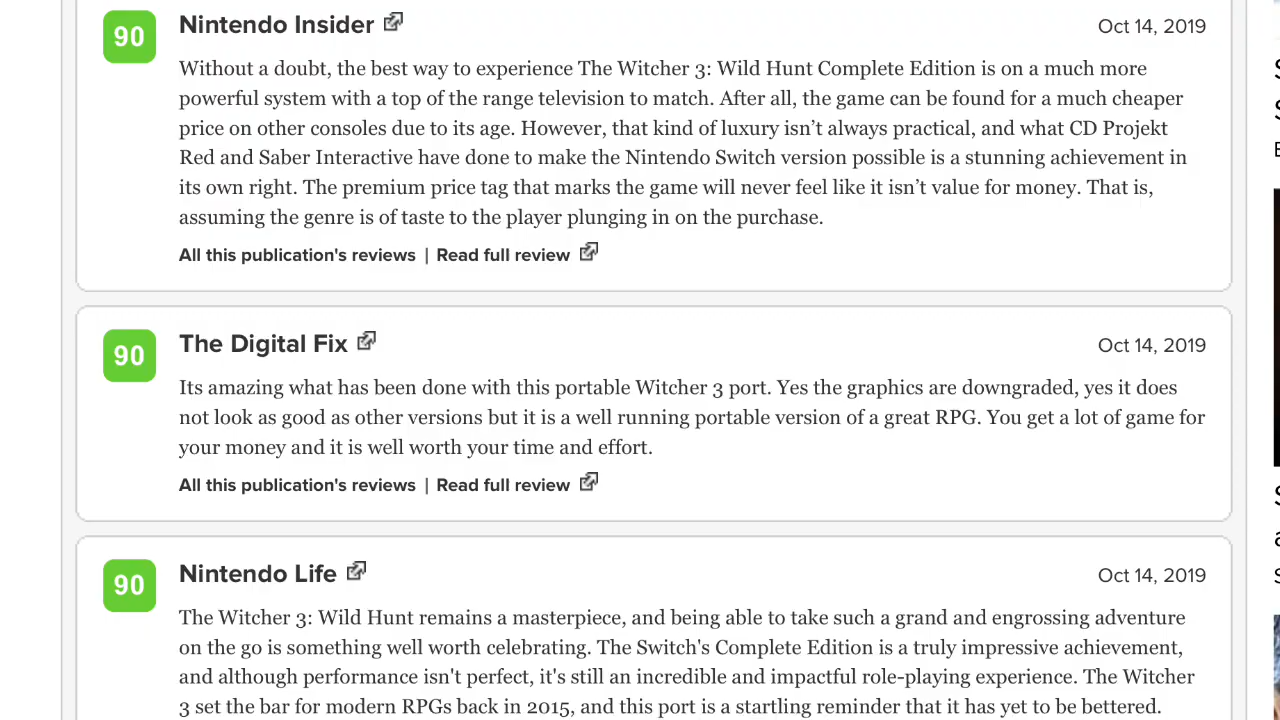 90 Nintendo Insider Oct 14, 2019
Without a doubt, the best way to experience The Witcher 3: Wild Hunt Complete Edition is on a much more
powerful system with a top of the range television to match. After all, the game can be found for a much cheaper
price on other consoles due to its age. However, that kind of luxury isn’t always practical, and what CD Projekt
Red and Saber Interactive have done to make the Nintendo Switch version possible is a stunning achievement in
its own right. The premium price tag that marks the game will never feel like it isn’t value for money. That is,
assuming the genre is of taste to the player plunging in on the purchase.
All this publication's reviews | Read full review
90 The Digital Fix Oct 14, 2019
Its amazing what has been done with this portable Witcher 3 port. Yes the graphics are downgraded, yes it does
not look as good as other versions but it is a well running portable version of a great RPG. You get a lot of game for
your money and it is well worth your time and effort.
All this publication's reviews | Read full review
90 Nintendo Life Oct 14, 2019
The Witcher 3: Wild Hunt remains a masterpiece, and being able to take such a grand and engrossing adventure
on the go is something well worth celebrating. The Switch's Complete Edition is a truly impressive achievement,
and although performance isn't perfect, it's still an incredible and impactful role-playing experience. The Witcher
3 set the bar for modern RPGs back in 2015, and this port is a startling reminder that it has yet to be bettered.